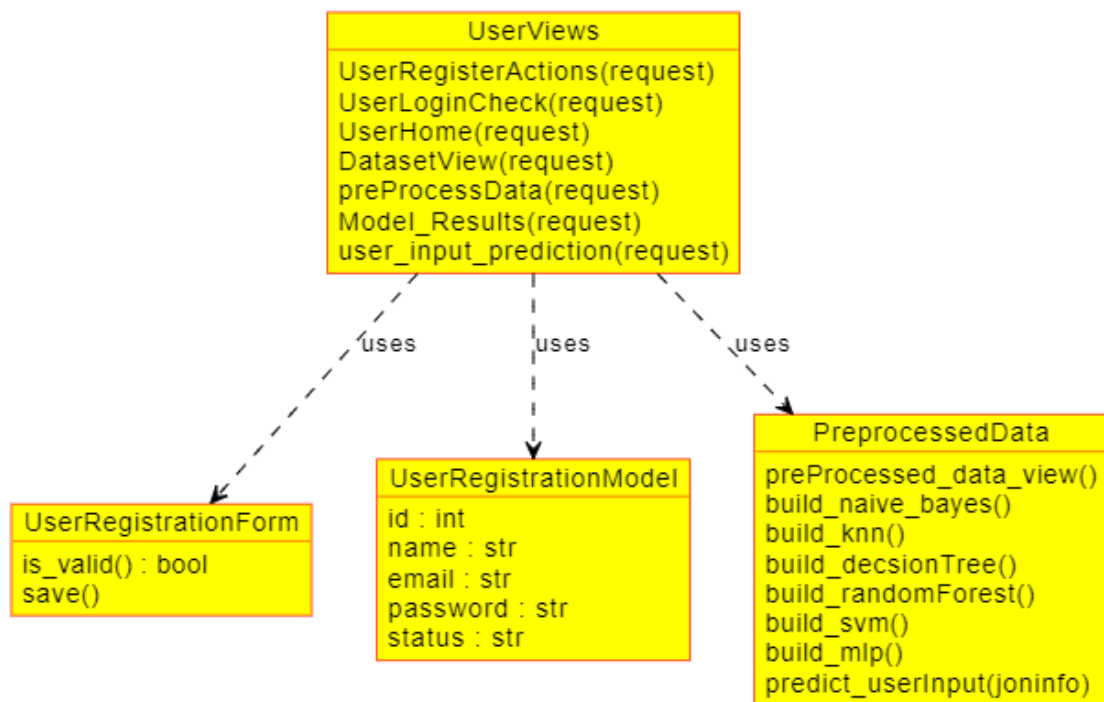 UserViews
UserRegisterActions(request)
UserLoginCheck(request)
UserHome(request)
DatasetView(request)
preProcessData(request)
Model_Results(request)
user_input_prediction(request)
uses
uses
uses
UserRegistrationForm
is_valid() : bool
save()
UserRegistrationModel
id : int
name : str
email : str
password : str
status : str
PreprocessedData
preProcessed_data_view()
build_naive_bayes()
build_knn()
build_decsionTree()
build_randomForest()
build_svm()
build_mlp()
predict_userInput(joninfo)